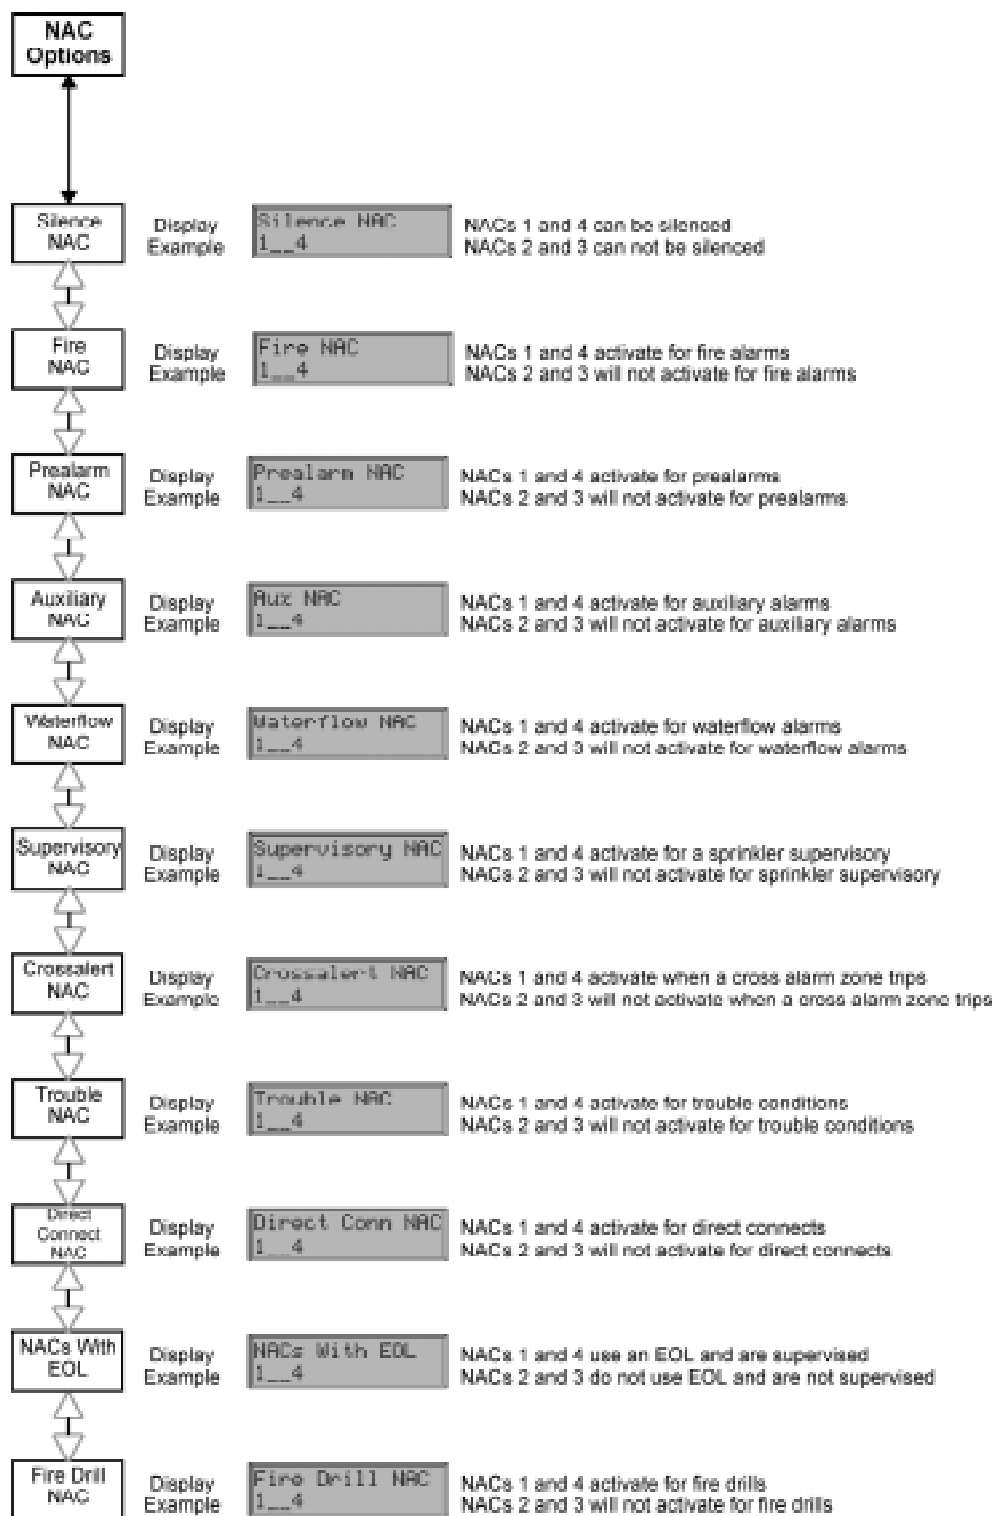 NAC
Options
Silence
NAC
Display
Example
Silence NAC
1__4
NACs 1 and 4 can be silenced
NACs 2 and 3 can not be silenced
Fire
NAC
Display
Example
Fire NAC
1__4
NACs 1 and 4 activate for fire alarms
NACs 2 and 3 will not activate for fire alarms
Prealarm
NAC
Display
Example
Prealarm NAC
1__4
NACs 1 and 4 activate for prealarms
NACs 2 and 3 will not activate for prealarms
Auxiliary
NAC
Display
Example
Aux NAC
1__4
NACs 1 and 4 activate for auxiliary alarms
NACs 2 and 3 will not activate for auxiliary alarms
Waterflow
NAC
Display
Example
Waterflow NAC
1__4
NACs 1 and 4 activate for waterflow alarms
NACs 2 and 3 will not activate for waterflow alarms
Supervisory
NAC
Display
Example
Supervisory NAC
1__4
NACs 1 and 4 activate for a sprinkler supervisory
NACs 2 and 3 will not activate for sprinkler supervisory
Crossalert
NAC
Display
Example
Crossalert NAC
1__4
NACs 1 and 4 activate when a cross alarm zone trips
NACs 2 and 3 will not activate when a cross alarm zone trips
Trouble
NAC
Display
Example
Trouble NAC
1__4
NACs 1 and 4 activate for trouble conditions
NACs 2 and 3 will not activate for trouble conditions
Direct
Connect
NAC
Display
Example
Direct Conn NAC
1__4
NACs 1 and 4 activate for direct connects
NACs 2 and 3 will not activate for direct connects
NACs With
EOL
Display
Example
NACs With EOL
1__4
NACs 1 and 4 use an EOL and are supervised
NACs 2 and 3 do not use EOL and are not supervised
Fire Drill
NAC
Display
Example
Fire Drill NAC
1__4
NACs 1 and 4 activate for fire drills
NACs 2 and 3 will not activate for fire drills